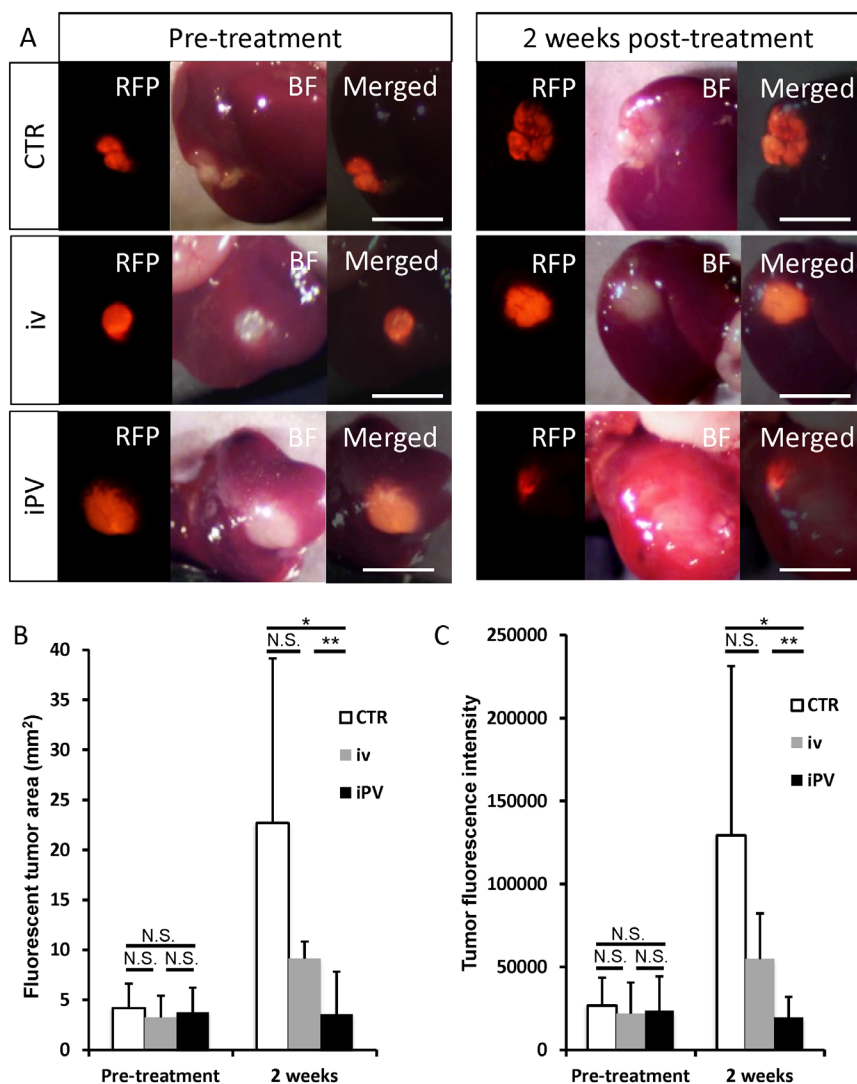 A
Pre-treatment
2 weeks post-treatment
CTR
RFP
BF
Merged
RFP
BF
Merged
iv
RFP
BF
Merged
RFP
BF
Merged
iPV
RFP
BF
Merged
RFP
BF
Merged
B
Fluorescent tumor area (mm²)
40
35
30
25
20
15
10
5
0
*
N.S.
**
CTR
iv
iPV
N.S.
N.S.
N.S.
Pre-treatment
2 weeks
C
Tumor fluorescence intensity
250000
200000
150000
100000
50000
0
*
N.S.
**
CTR
iv
iPV
N.S.
N.S.
N.S.
Pre-treatment
2 weeks